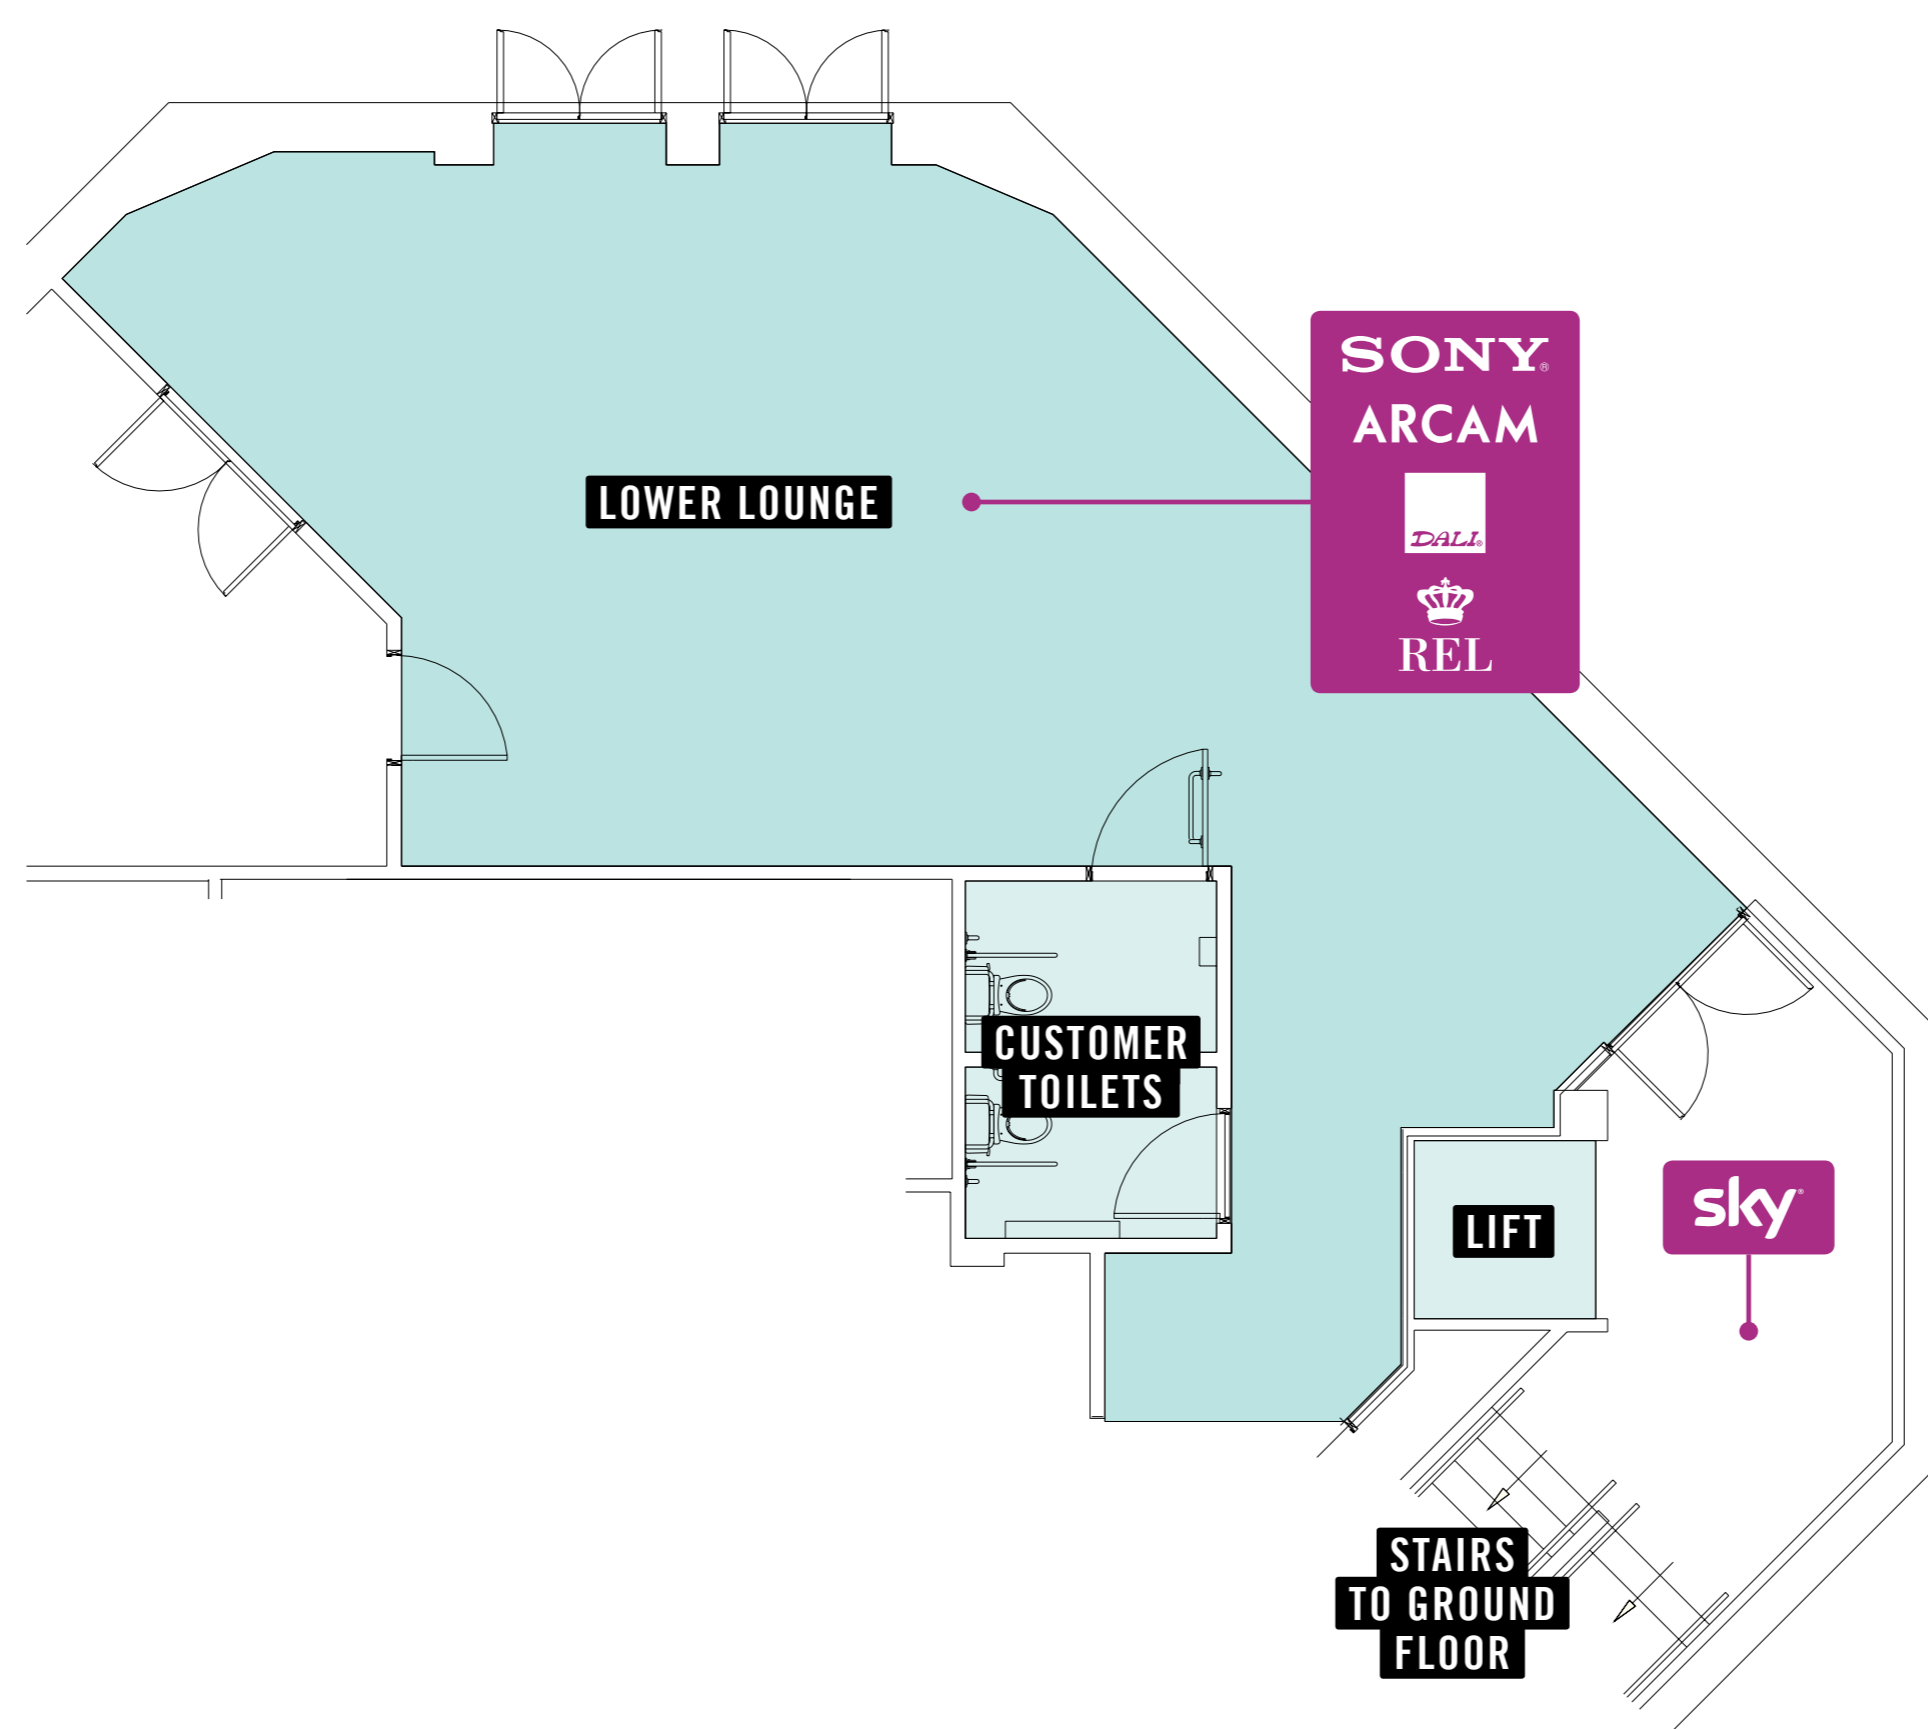 SONY®
ARCAM
LOWER LOUNGE
DALI®
REL
CUSTOMER
TOILETS
sky®
LIFT
STAIRS
TO GROUND
FLOOR